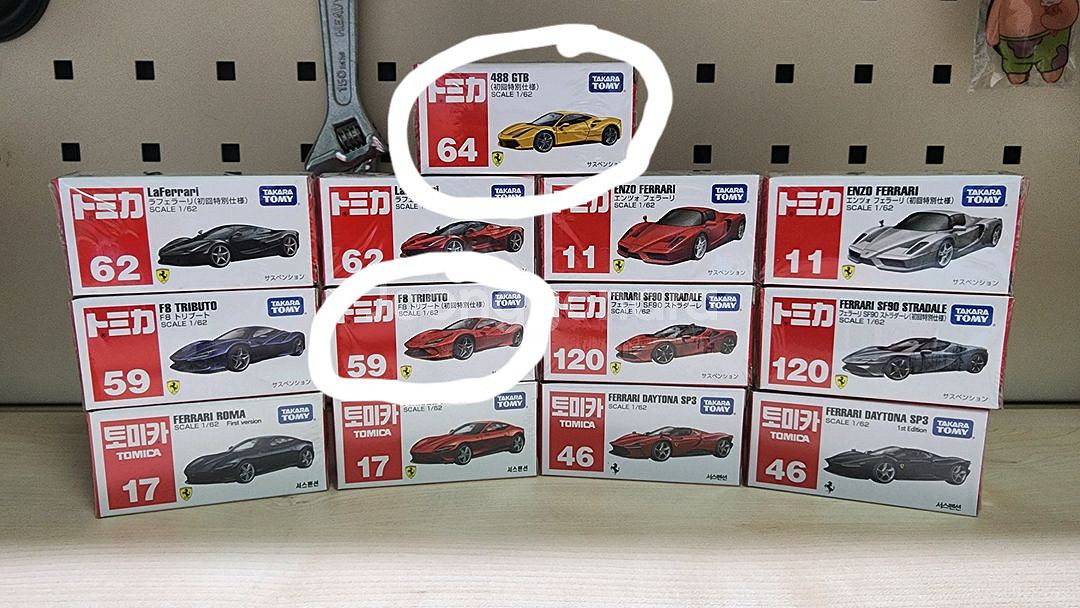 HEAVY
150 mm
488 GTB
(初回特別仕様)
SCALE 1/62
トミカ
64
TAKARA
TOMY
サスペンション
LaFerrari
ラフェラーリ(初回特別仕様)
SCALE 1/62
トミカ
62
TAKARA
TOMY
サスペンション
SCALE 1/62
トミカ
62
TAKARA
TOMY
ENZO FERRARI
エンツォ フェラーリ
SCALE 1/62
トミカ
11
TAKARA
TOMY
サスペンション
ENZO FERRARI
エンツォ フェラーリ(初回特別仕様)
SCALE 1/62
トミカ
11
TAKARA
TOMY
サスペンション
F8 TRIBUTO
F8 トリブート
SCALE 1/62
トミカ
59
TAKARA
TOMY
サスペンション
F8 TRIBUTO
F8 トリブート(初回特別仕様)
SCALE 1/62
トミカ
59
TAKARA
TOMY
FERRARI SF90 STRADALE
フェラーリ SF90 ストラダーレ
SCALE 1/62
トミカ
120
TAKARA
TOMY
サスペンション
FERRARI SF90 STRADALE
フェラーリ SF90 ストラダーレ(初回特別仕様)
SCALE 1/62
トミカ
120
TAKARA
TOMY
サスペンション
FERRARI ROMA
SCALE 1/62 First version
토미카
TOMICA
17
TAKARA
TOMY
서스펜션
SCALE 1/62
토미카
TOMICA
17
TAKARA
TOMY
서스펜션
FERRARI DAYTONA SP3
SCALE 1/62
토미카
TOMICA
46
TAKARA
TOMY
서스펜션
FERRARI DAYTONA SP3
SCALE 1/62 1st Edition
토미카
TOMICA
46
TAKARA
TOMY
서스펜션